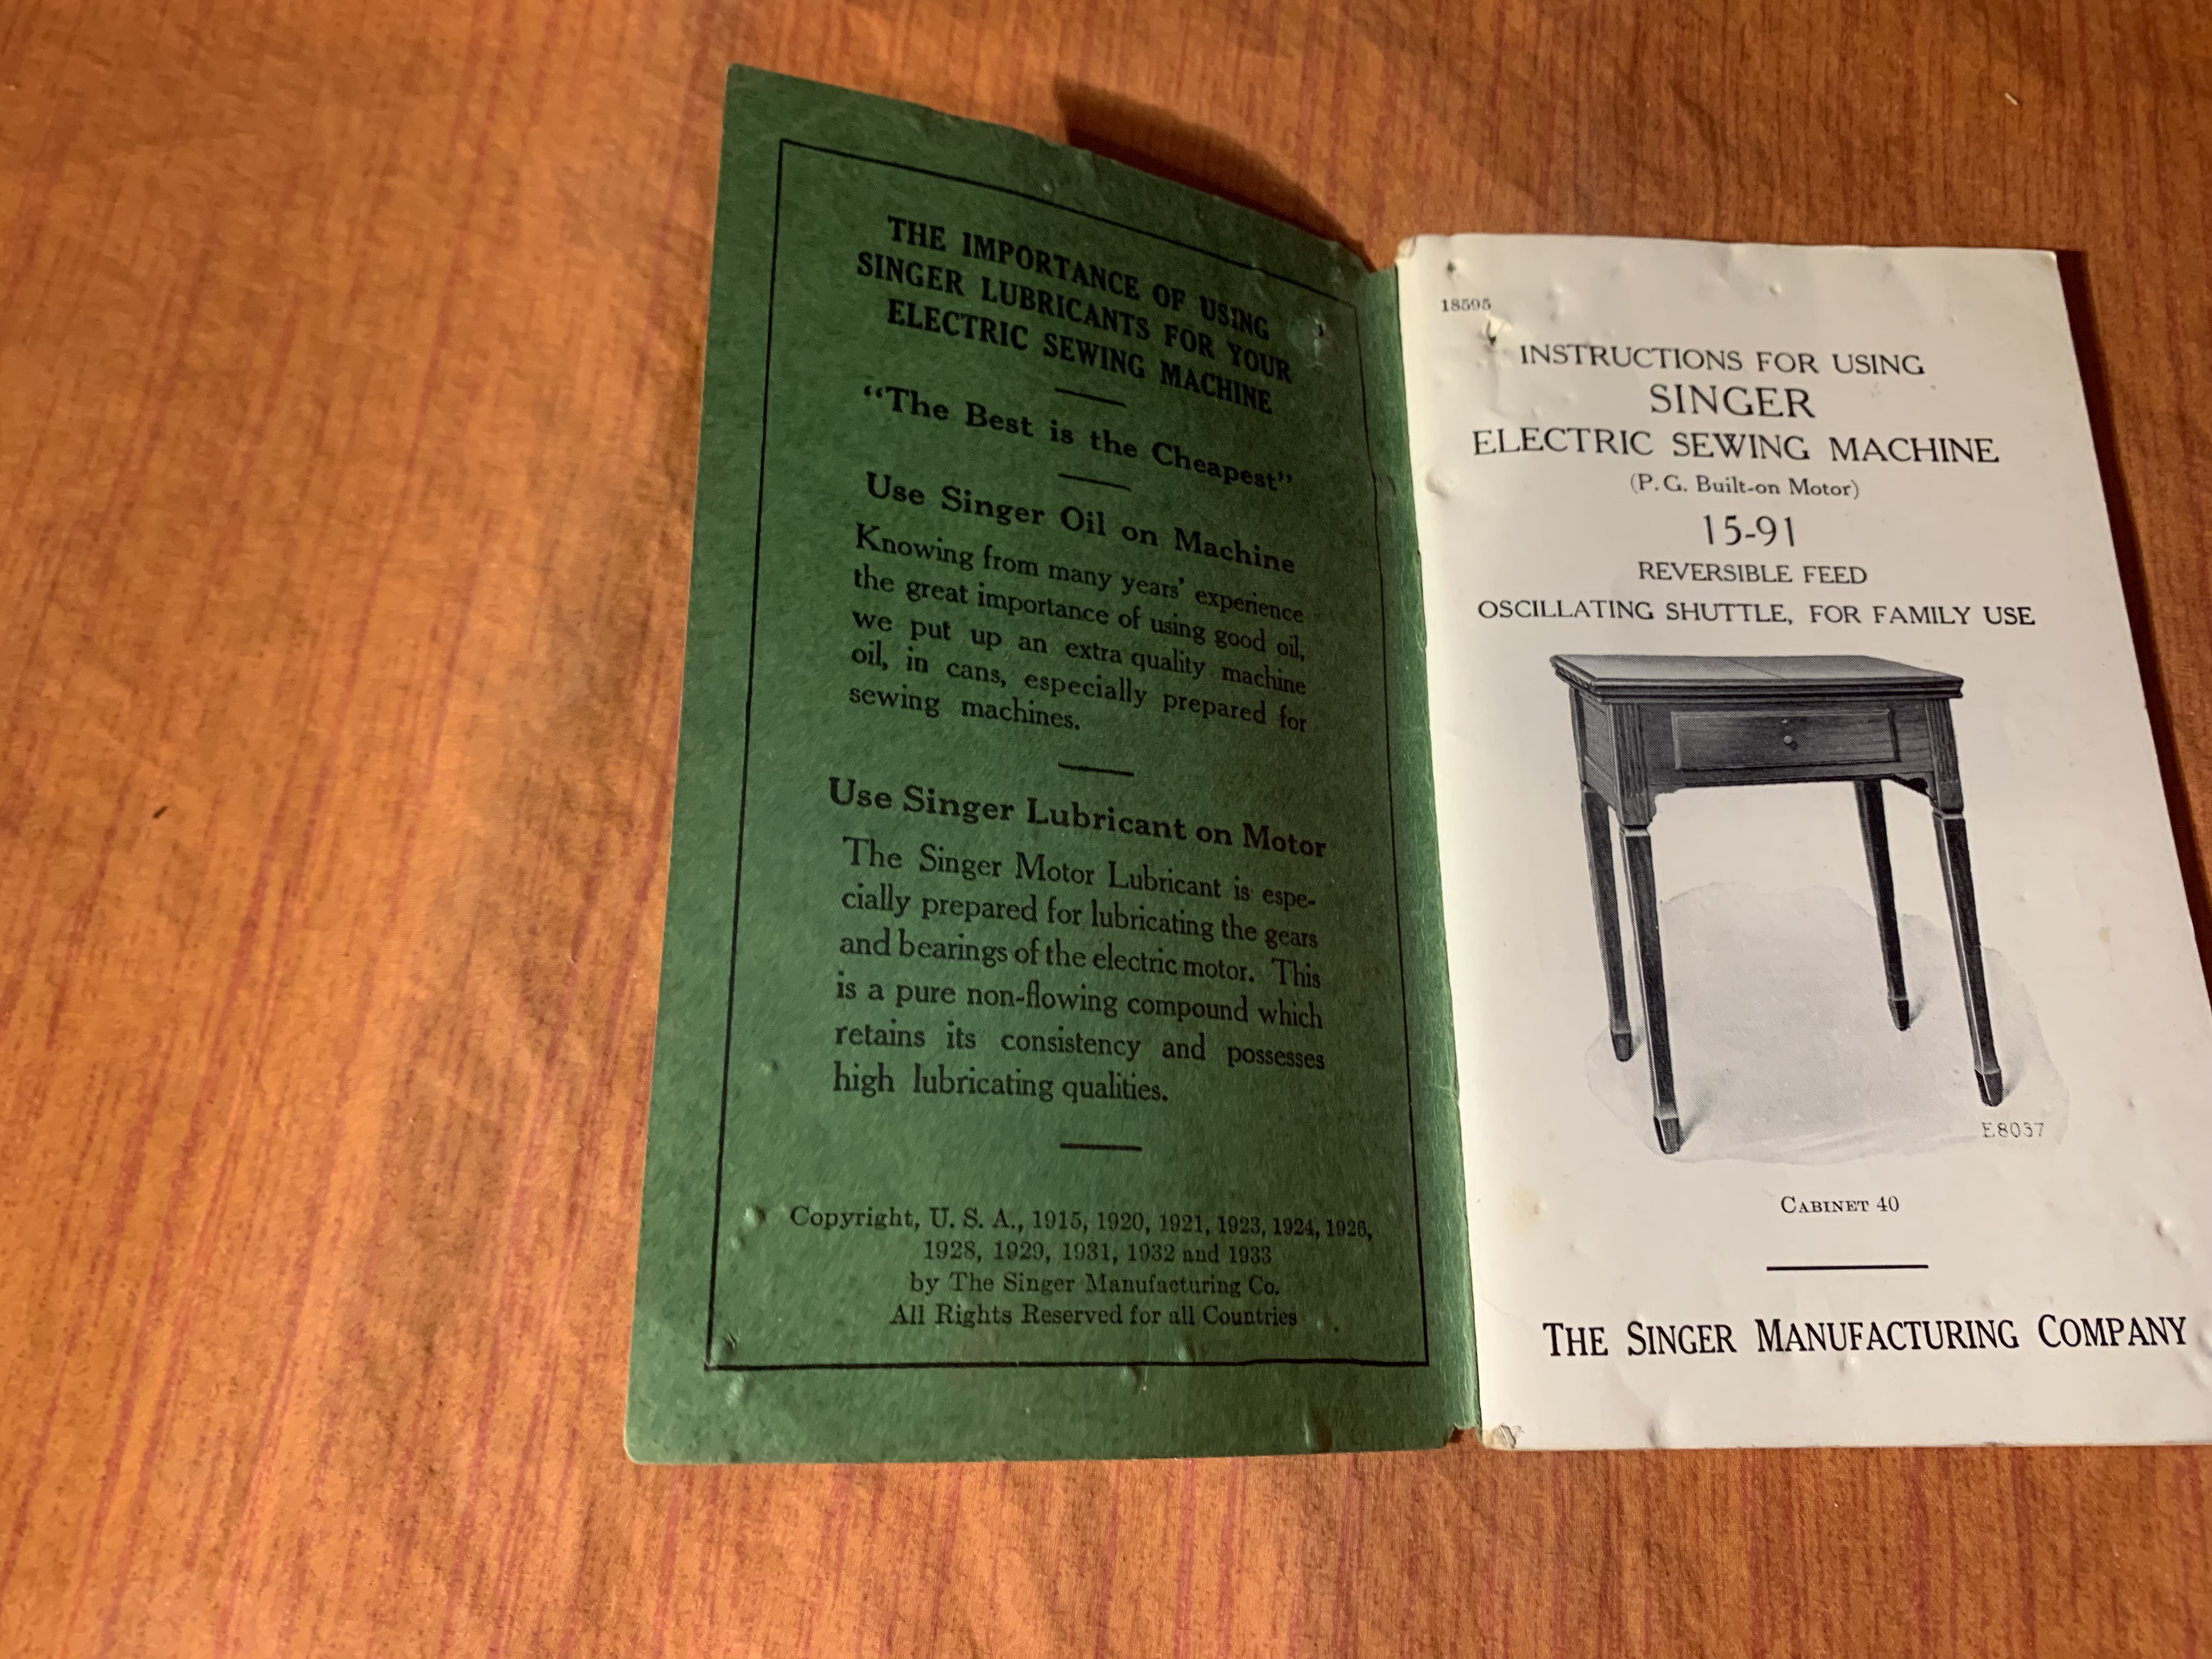 THE IMPORTANCE OF USING
SINGER LUBRICANTS FOR YOUR
ELECTRIC SEWING MACHINE
“The Best is the Cheapest”
Use Singer Oil on Machine
Knowing from many years’ experience
the great importance of using good oil,
we put up an extra quality machine
oil, in cans, especially prepared for
sewing machines.
Use Singer Lubricant on Motor
The Singer Motor Lubricant is espe-
cially prepared for lubricating the gears
and bearings of the electric motor. This
is a pure non-flowing compound which
retains its consistency and possesses
high lubricating qualities.
Copyright, U. S. A., 1915, 1920, 1921, 1923, 1924, 1926,
1928, 1929, 1931, 1932 and 1933
by The Singer Manufacturing Co.
All Rights Reserved for all Countries
18595
INSTRUCTIONS FOR USING
SINGER
ELECTRIC SEWING MACHINE
(P. G. Built-on Motor)
15-91
REVERSIBLE FEED
OSCILLATING SHUTTLE, FOR FAMILY USE
E8037
CABINET 40
THE SINGER MANUFACTURING COMPANY